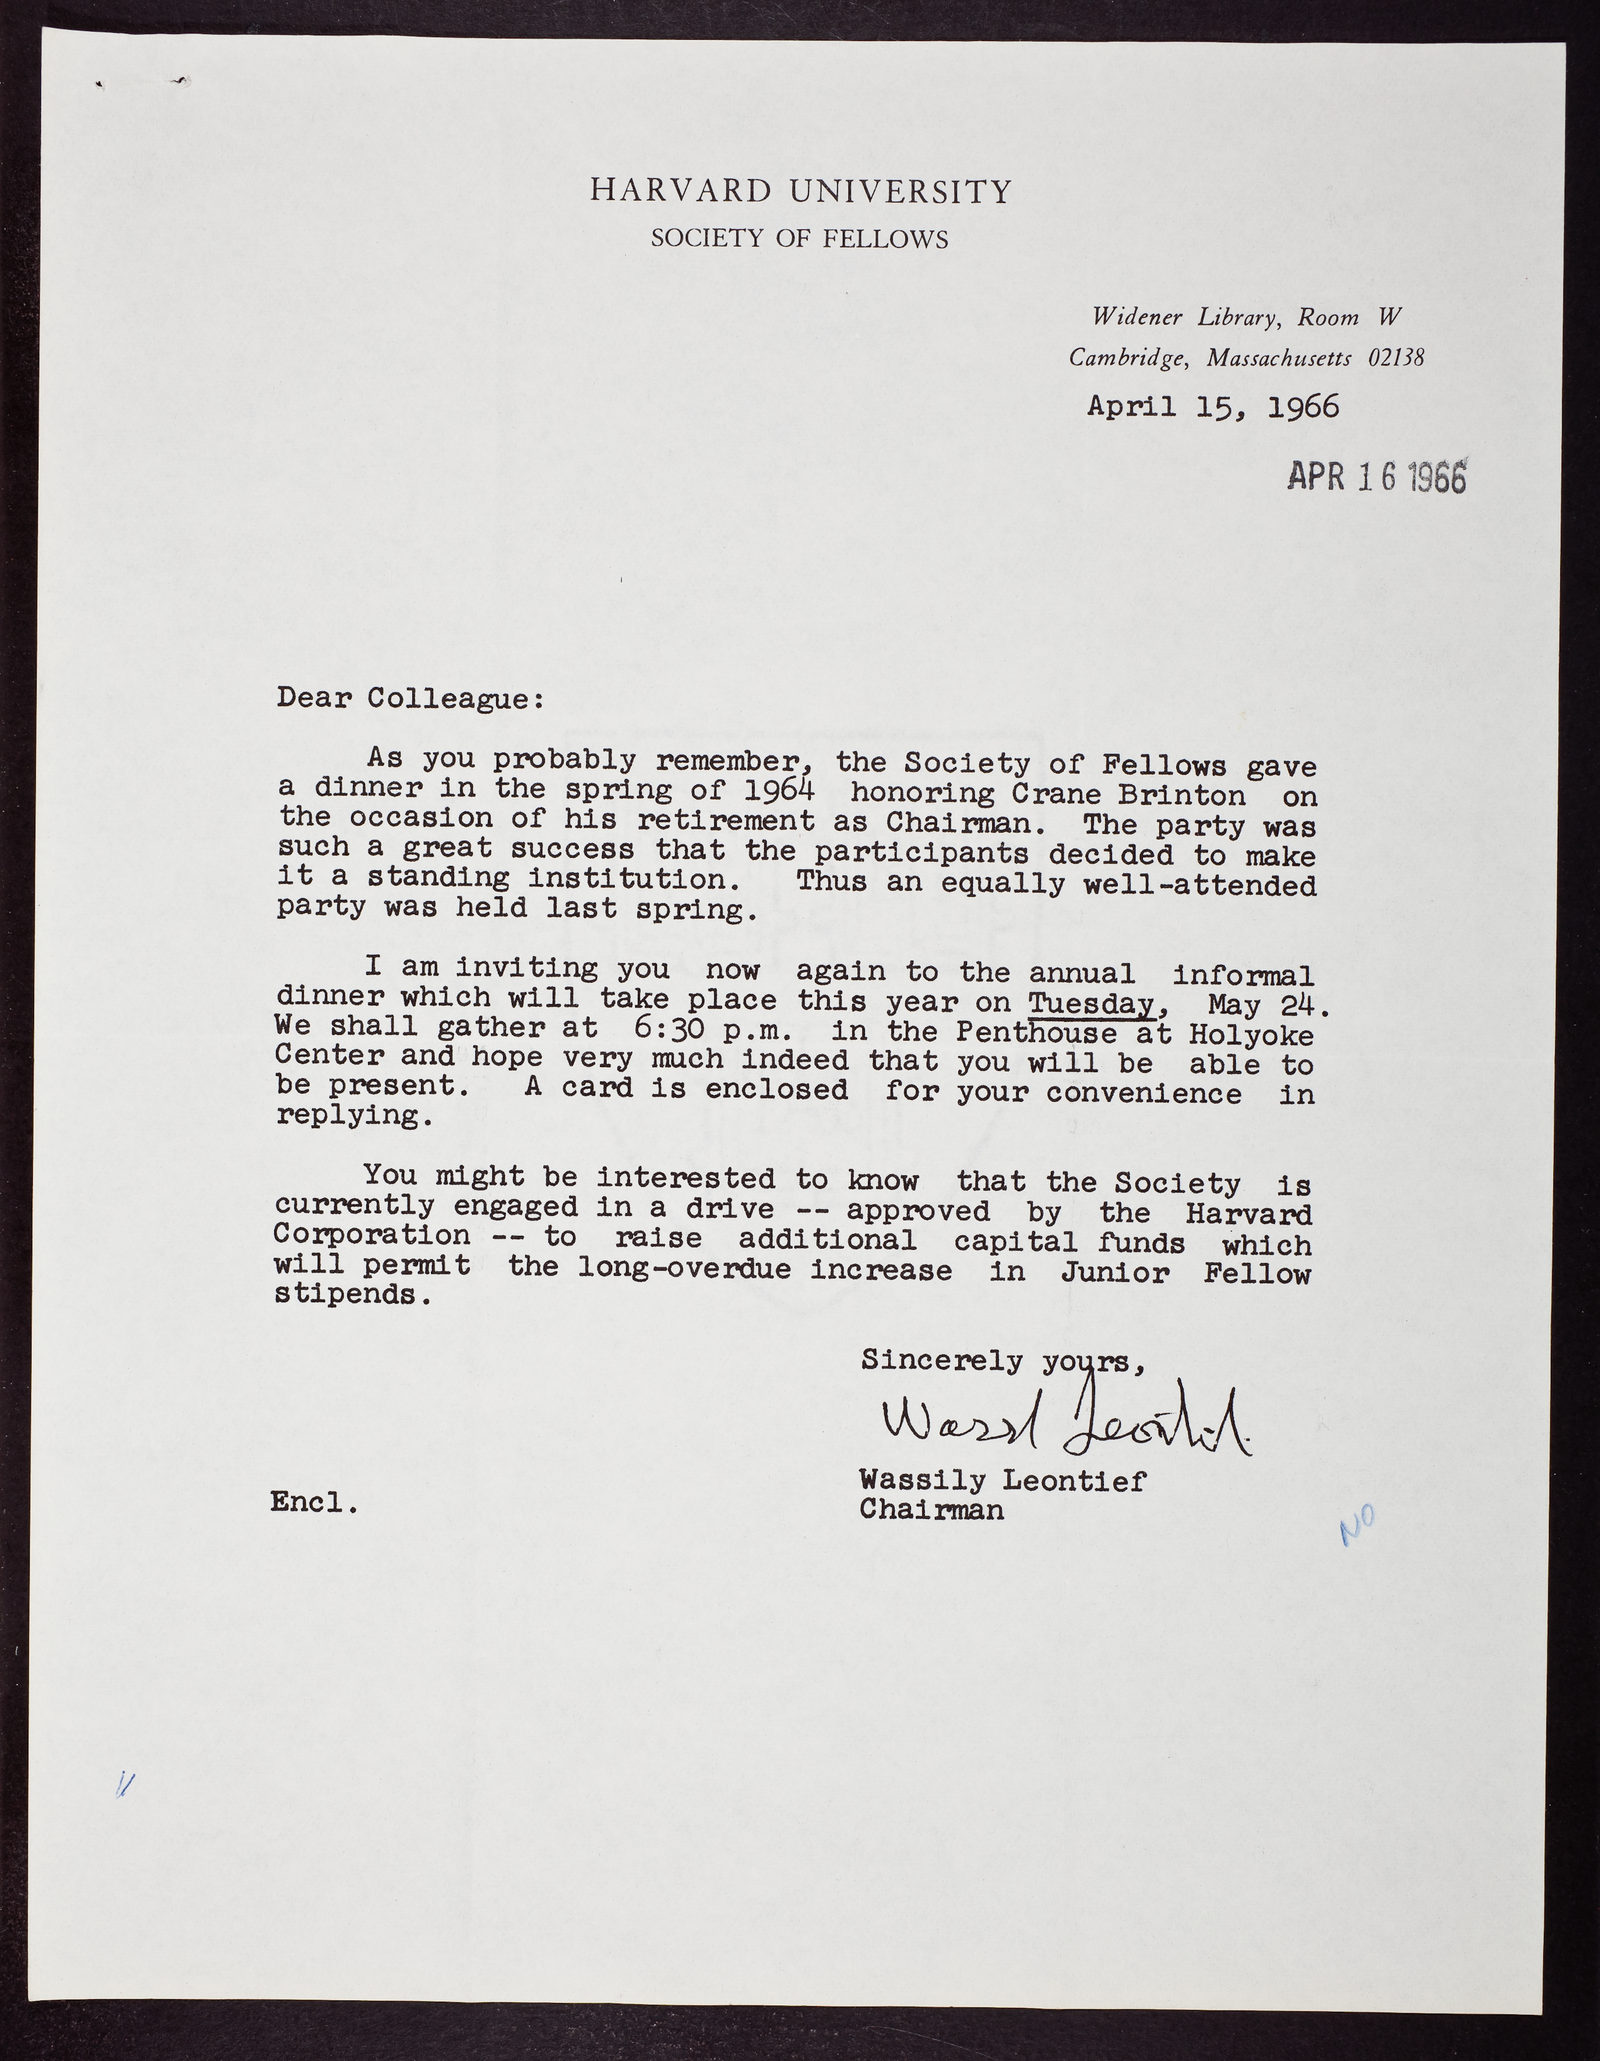 HARVARD UNIVERSITY
SOCIETY OF FELLOWS
Widener Library, Room W
Cambridge, Massachusetts 02138
April 15, 1966
APR 16 1966
Dear Colleague:
As you probably remember, the Society of Fellows gave
a dinner in the spring of 1964 honoring Crane Brinton on
the occasion of his retirement as Chairman. The party was
such a great success that the participants decided to make
it a standing institution. Thus an equally well-attended
party was held last spring.
I am inviting you now again to the annual informal
dinner which will take place this year on Tuesday, May 24.
We shall gather at 6:30 p.m. in the Penthouse at Holyoke
Center and hope very much indeed that you will be able to
be present. A card is enclosed for your convenience in
replying.
You might be interested to know that the Society is
currently engaged in a drive -- approved by the Harvard
Corporation -- to raise additional capital funds which
will permit the long-overdue increase in Junior Fellow
stipends.
Sincerely yours,
Wassily Leontief
Wassily Leontief
Chairman
Encl.
NO